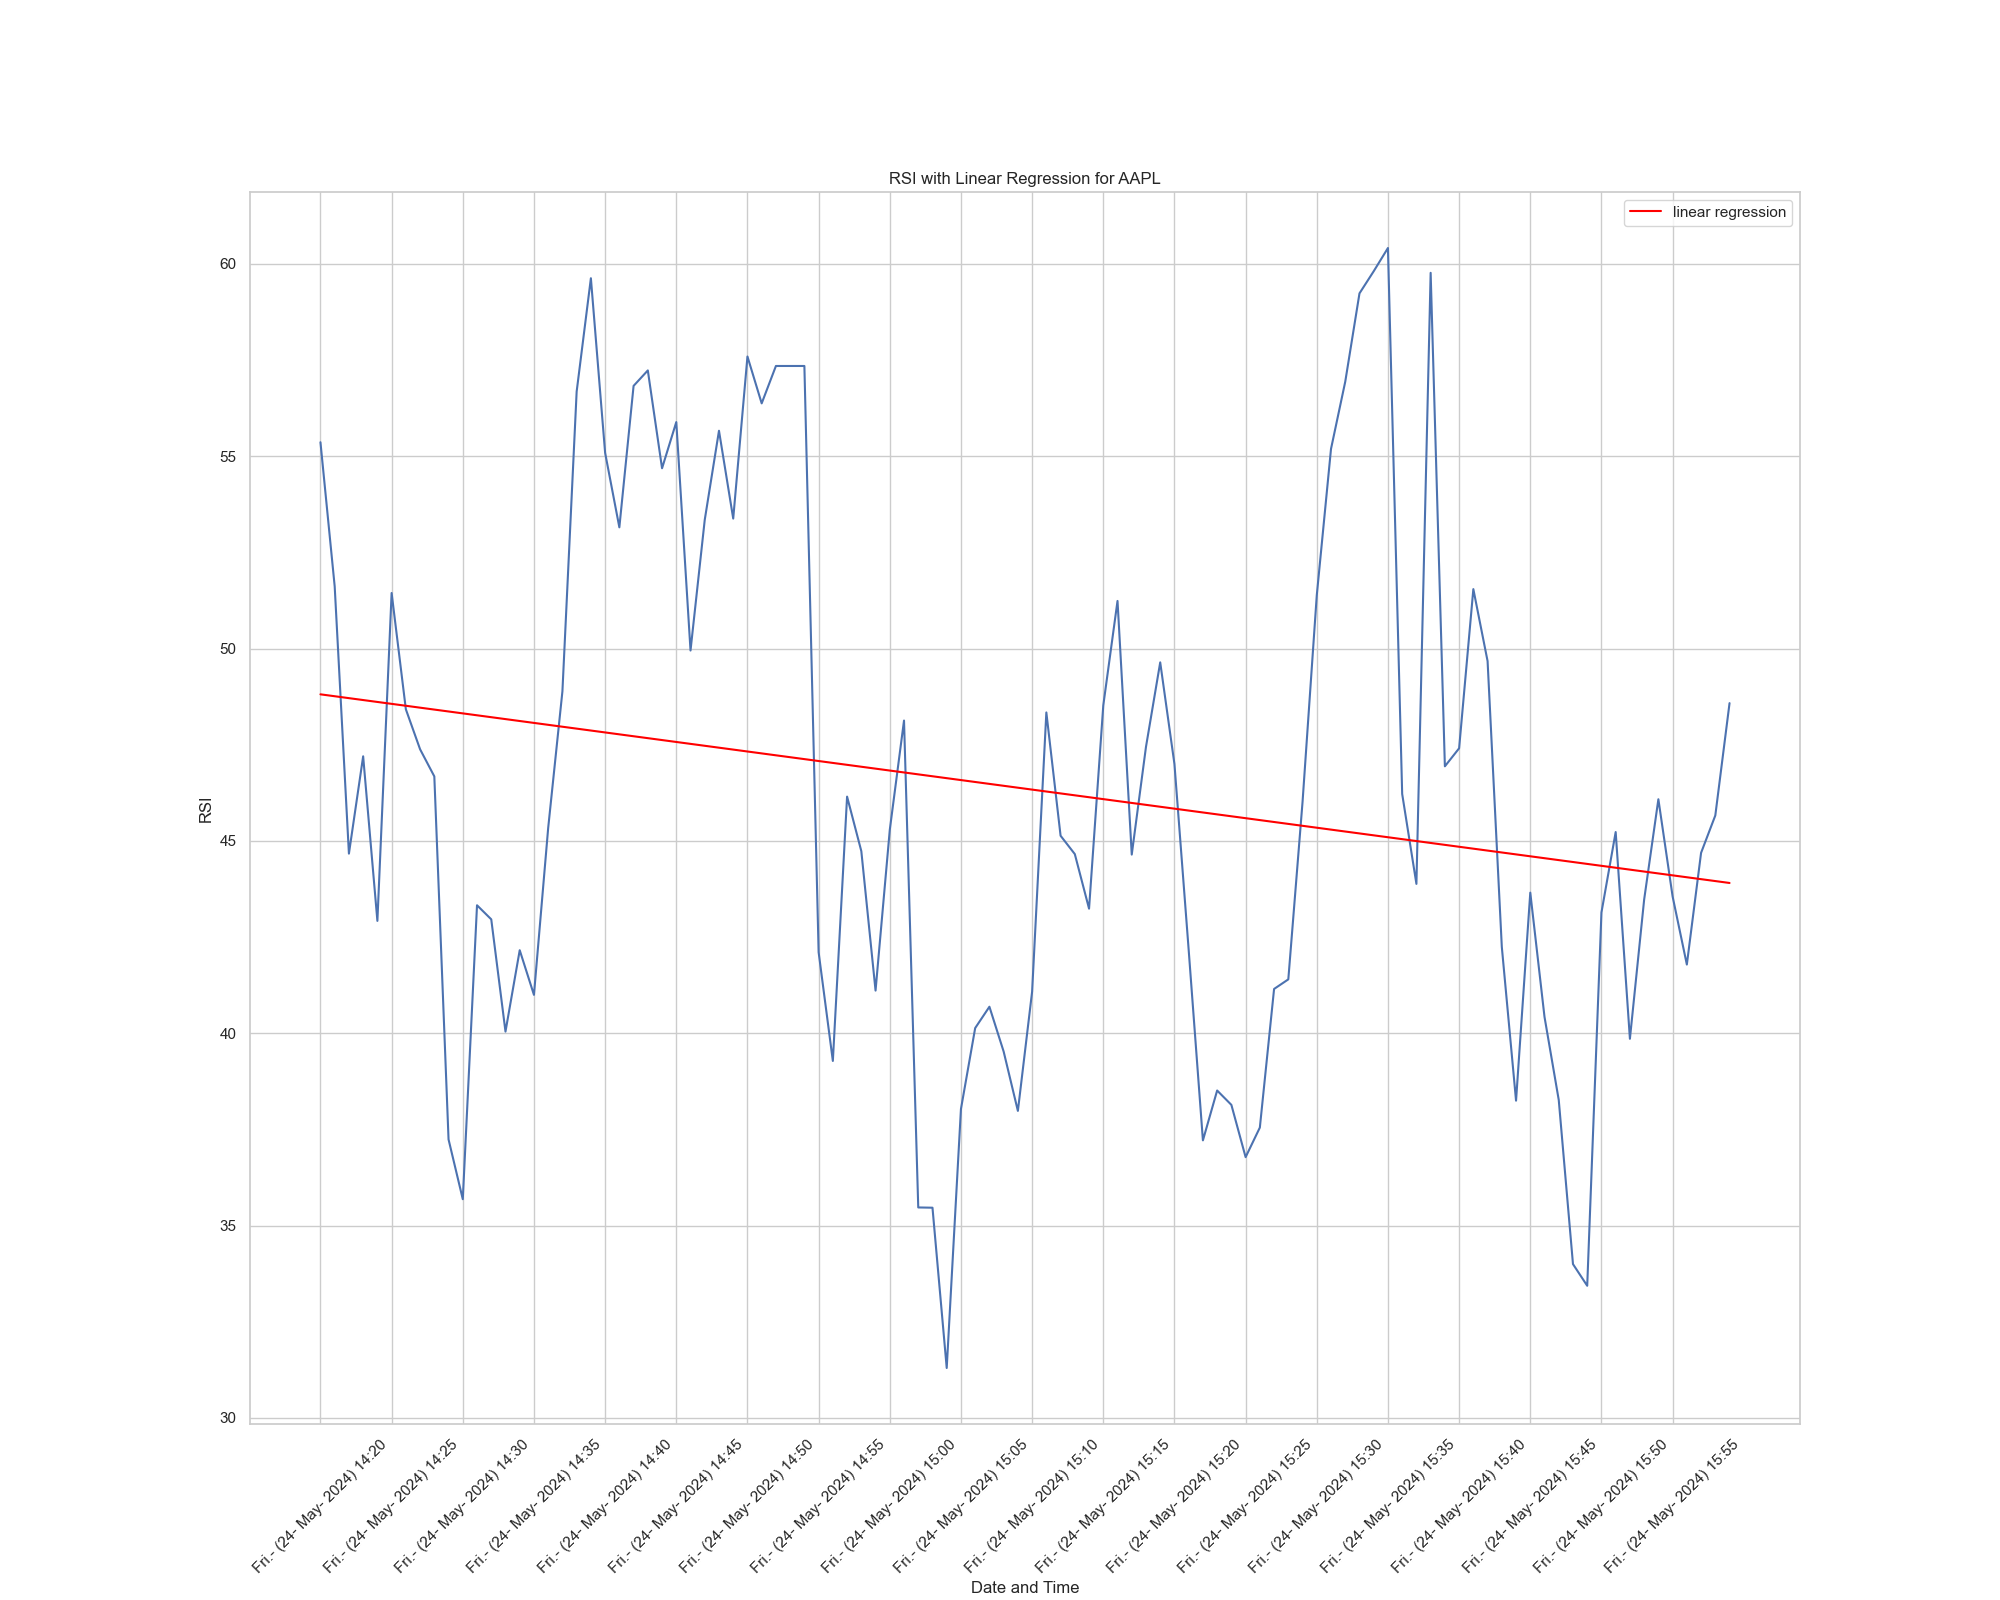 RSI with Linear Regression for AAPL
linear regression
60
55
50
45
40
35
30
RSI
Fri.- (24- May- 2024) 14:20
Fri.- (24- May- 2024) 14:25
Fri.- (24- May- 2024) 14:30
Fri.- (24- May- 2024) 14:35
Fri.- (24- May- 2024) 14:40
Fri.- (24- May- 2024) 14:45
Fri.- (24- May- 2024) 14:50
Fri.- (24- May- 2024) 14:55
Fri.- (24- May- 2024) 15:00
Fri.- (24- May- 2024) 15:05
Fri.- (24- May- 2024) 15:10
Fri.- (24- May- 2024) 15:15
Fri.- (24- May- 2024) 15:20
Fri.- (24- May- 2024) 15:25
Fri.- (24- May- 2024) 15:30
Fri.- (24- May- 2024) 15:35
Fri.- (24- May- 2024) 15:40
Fri.- (24- May- 2024) 15:45
Fri.- (24- May- 2024) 15:50
Fri.- (24- May- 2024) 15:55
Date and Time